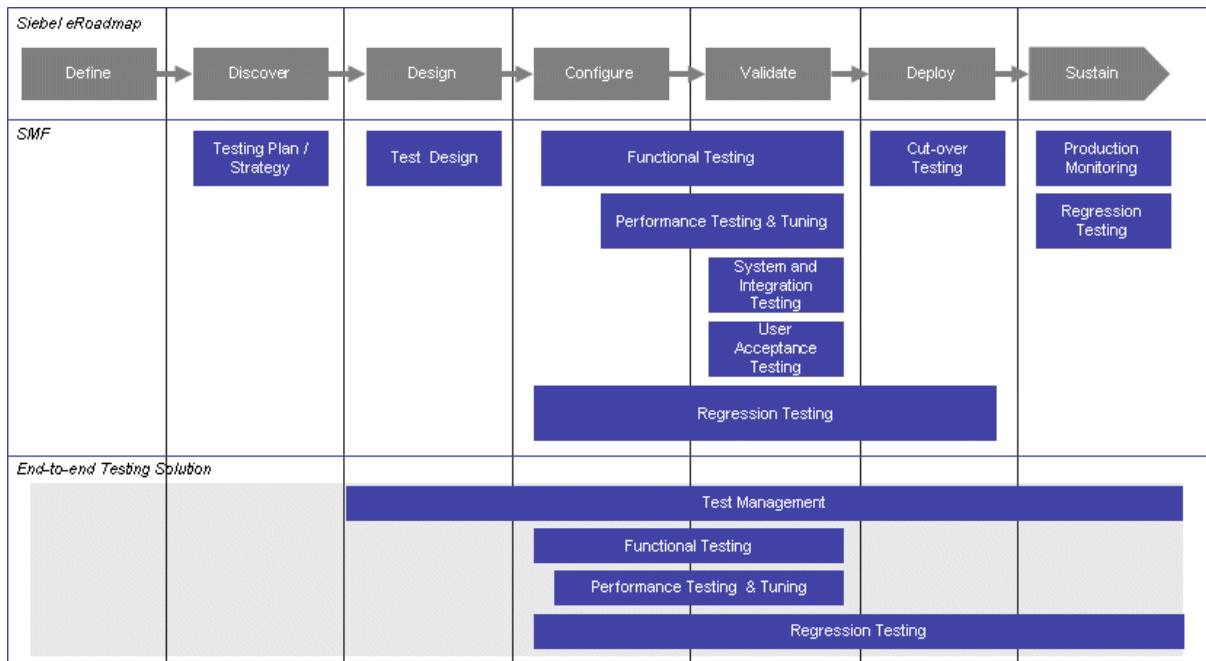 Siebel eRoadmap
Define
Discover
Design
Configure
Validate
Deploy
Sustain
SMF
Testing Plan /
Strategy
Test Design
Functional Testing
Cut-over
Testing
Production
Monitoring
Performance Testing & Tuning
Regression
Testing
System and
Integration
Testing
User
Acceptance
Testing
Regression Testing
End-to-end Testing Solution
Test Management
Functional Testing
Performance Testing & Tuning
Regression Testing